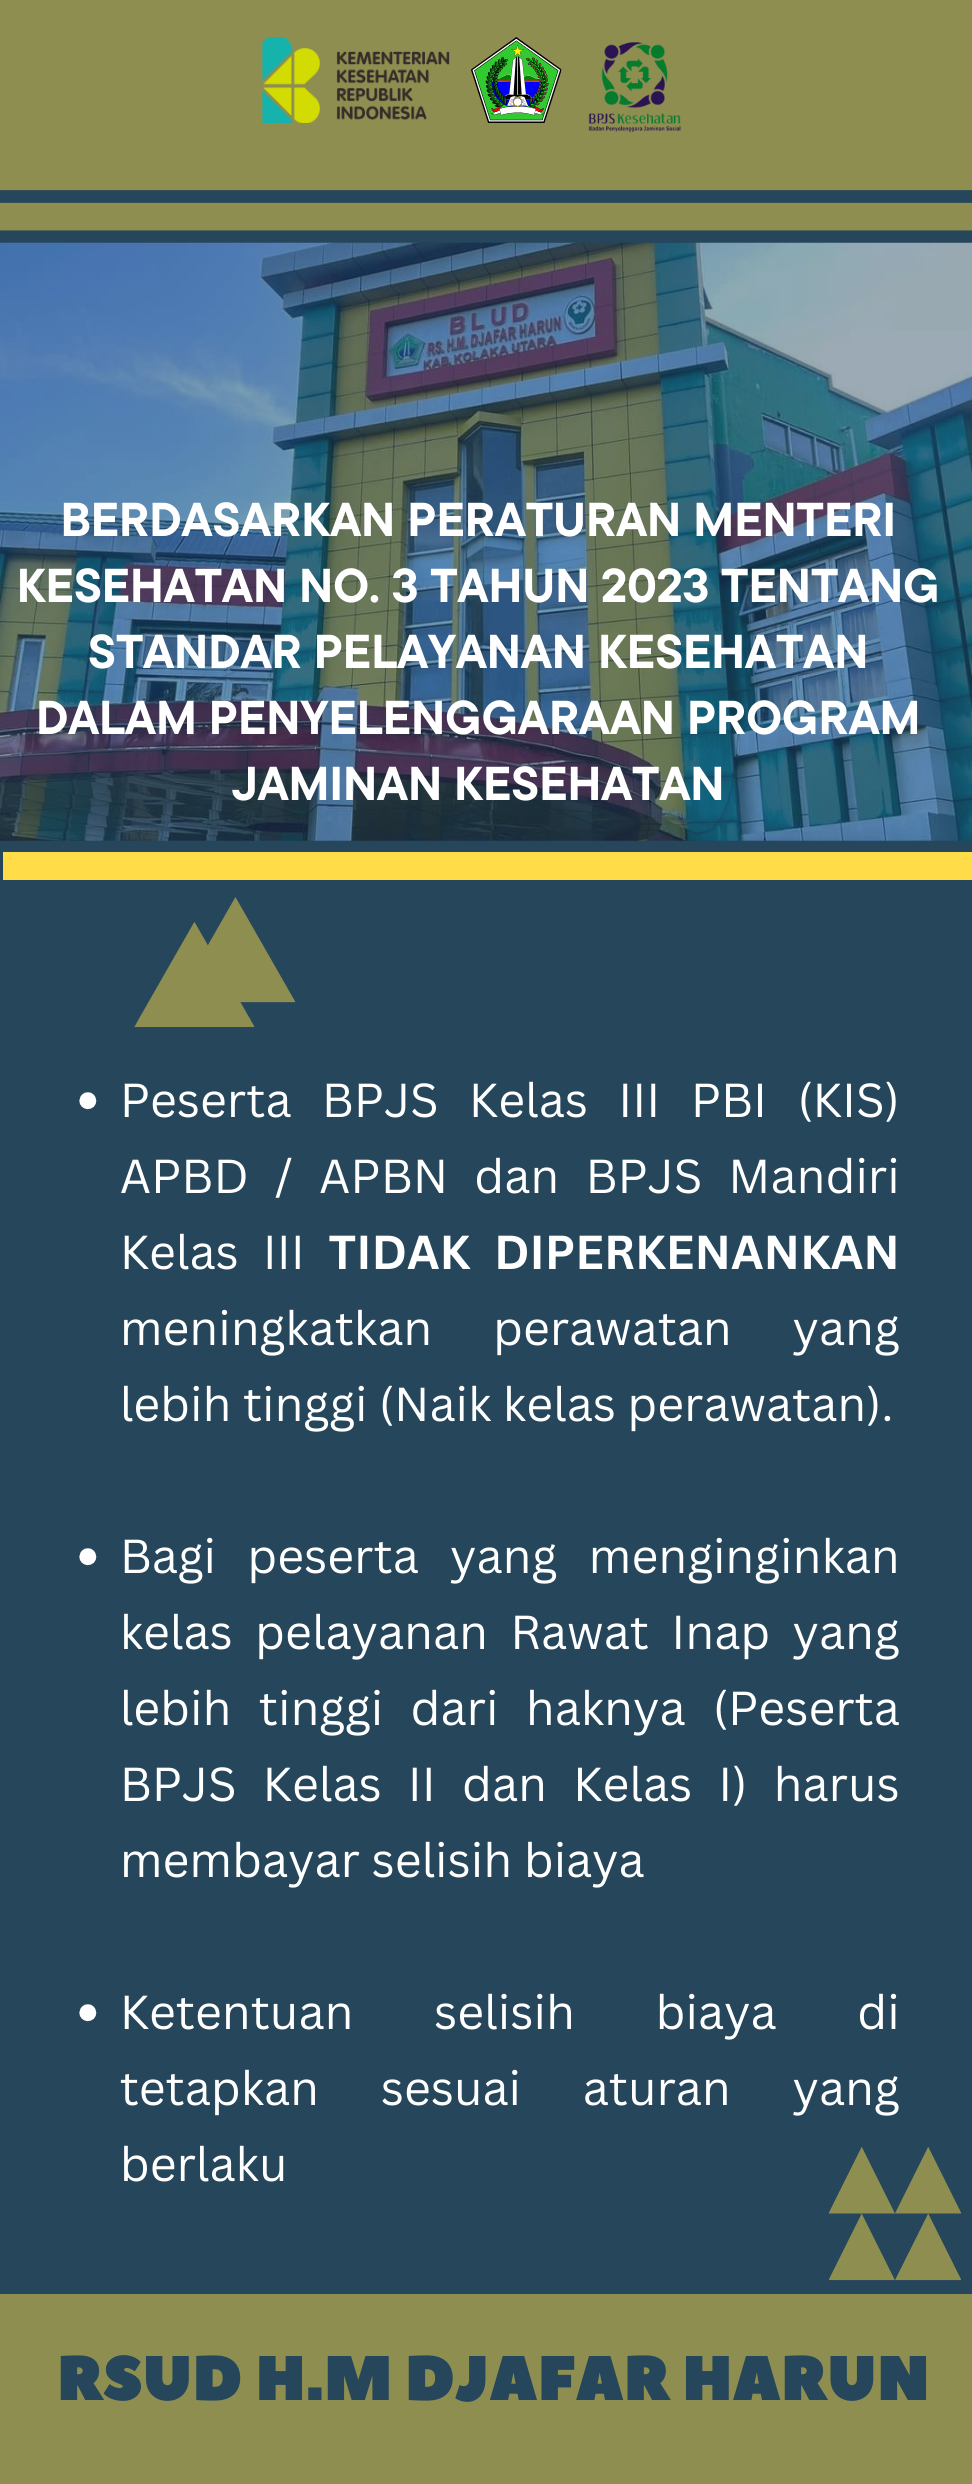 KEMENTERIAN
KESEHATAN
REPUBLIK
INDONESIA
BPJS Kesehatan
Badan Penyelenggara Jaminan Sosial
BLUD
RS. H.M. DJAFAR HARUN
KAB. KOLAKA UTARA
BERDASARKAN PERATURAN MENTERI
KESEHATAN NO. 3 TAHUN 2023 TENTANG
STANDAR PELAYANAN KESEHATAN
DALAM PENYELENGGARAAN PROGRAM
JAMINAN KESEHATAN
• Peserta BPJS Kelas III PBI (KIS)
APBD / APBN dan BPJS Mandiri
Kelas III TIDAK DIPERKENANKAN
meningkatkan perawatan yang
lebih tinggi (Naik kelas perawatan).
• Bagi peserta yang menginginkan
kelas pelayanan Rawat Inap yang
lebih tinggi dari haknya (Peserta
BPJS Kelas II dan Kelas I) harus
membayar selisih biaya
• Ketentuan selisih biaya di
tetapkan sesuai aturan yang
berlaku
RSUD H.M DJAFAR HARUN